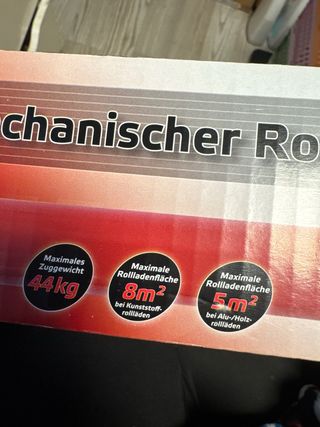 chanischer Ro
Maximales
Zuggewicht
44kg
Maximale
Rollladenfläche
8m²
bei Kunststoff-
rollläden
Maximale
Rollladenfläche
5m²
bei Alu-/Holz-
rollläden